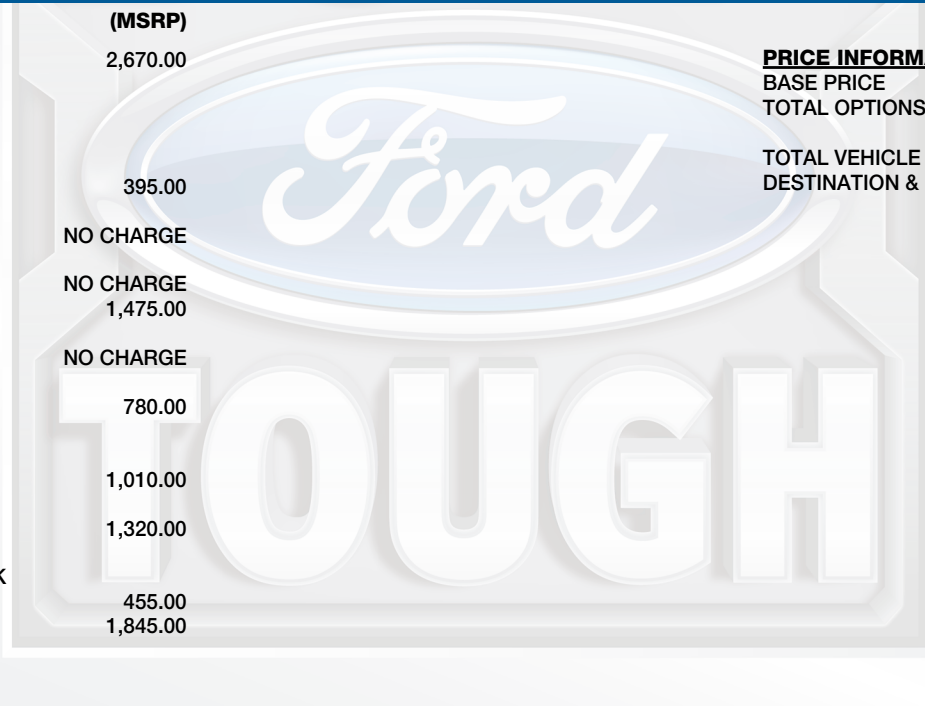 (MSRP)
2,670.00
395.00
NO CHARGE
NO CHARGE
1,475.00
NO CHARGE
780.00
1,010.00
1,320.00
K
455.00
1,845.00
PRICE INFORMA
BASE PRICE
TOTAL OPTIONS
TOTAL VEHICLE
DESTINATION &
Ford
TOUGH